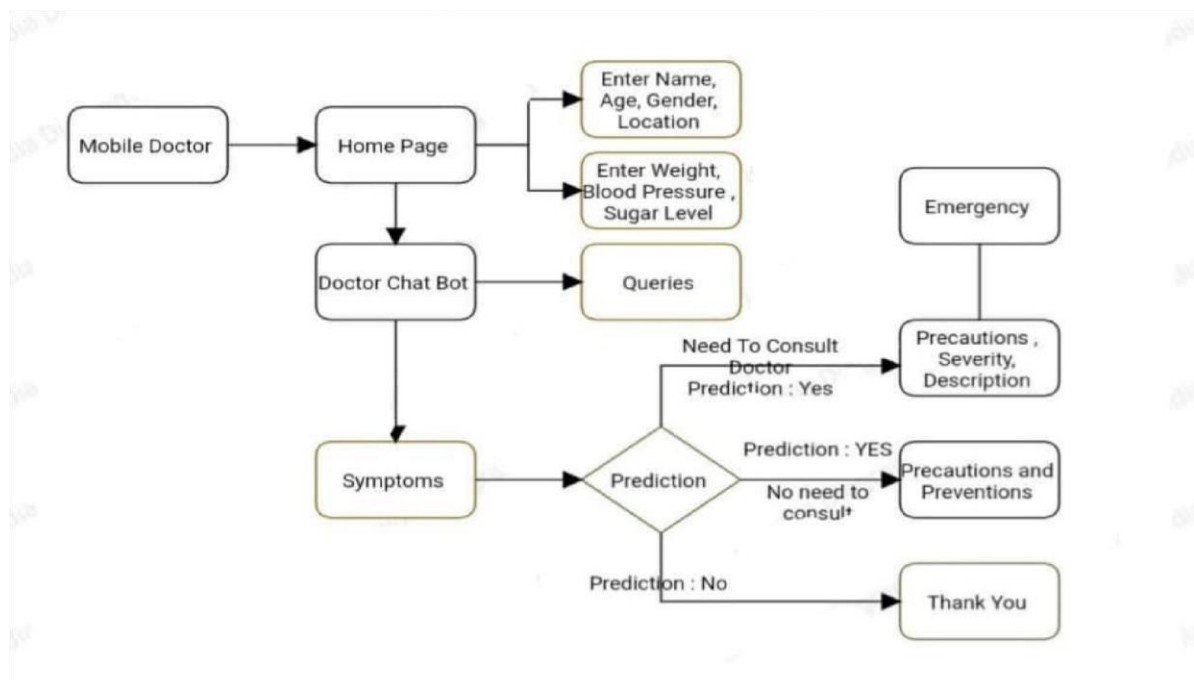 Enter Name,
Age, Gender,
Location
Mobile Doctor
Home Page
Enter Weight,
Blood Pressure ,
Sugar Level
Emergency
Doctor Chat Bot
Queries
Need To Consult
Doctor
Prediction : Yes
Precautions ,
Severity,
Description
Symptoms
Prediction
Prediction : YES
No need to
consult
Precautions and
Preventions
Prediction : No
Thank You